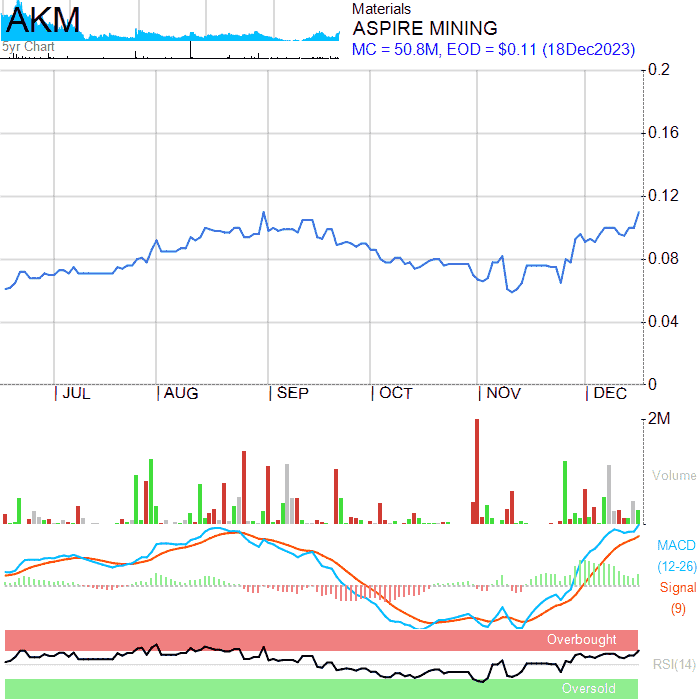 AKM
5yr Chart
Materials
ASPIRE MINING
MC = 50.8M, EOD = $0.11 (18Dec2023)
0.2
0.16
0.12
0.08
0.04
0
JUL AUG SEP OCT NOV DEC
2M
Volume
MACD
(12-26)
Signal
(9)
Overbought
RSI(14)
Oversold